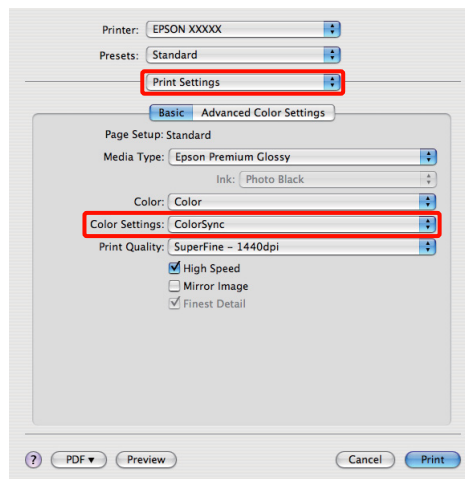 Printer: EPSON XXXXX
Presets: Standard
Print Settings
Basic Advanced Color Settings
Page Setup: Standard
Media Type: Epson Premium Glossy
Ink: Photo Black
Color: Color
Color Settings: ColorSync
Print Quality: SuperFine – 1440dpi
High Speed
Mirror Image
Finest Detail
? PDF ▾ Preview Cancel Print